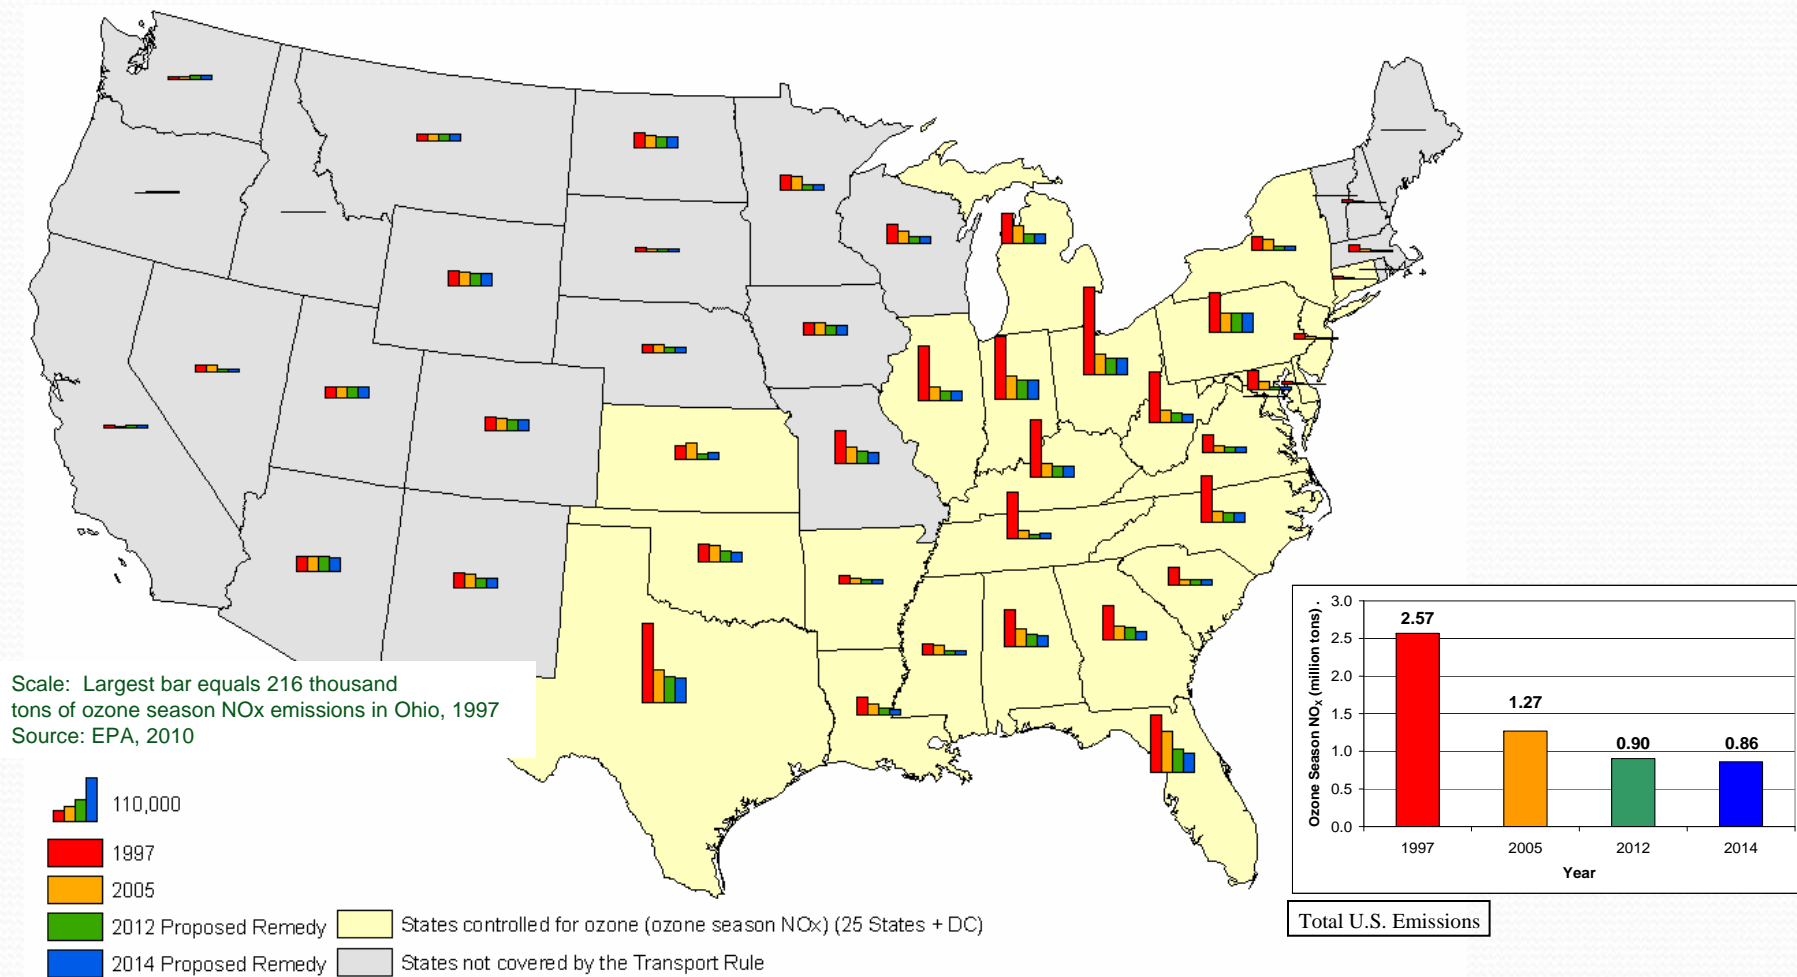 Scale: Largest bar equals 216 thousand
tons of ozone season NOx emissions in Ohio, 1997
Source: EPA, 2010
110,000
1997
2005
2012 Proposed Remedy
2014 Proposed Remedy
States controlled for ozone (ozone season NOx) (25 States + DC)
States not covered by the Transport Rule
Ozone Season NOx (million tons) .
3.0
2.5
2.0
1.5
1.0
0.5
0.0
2.57
1.27
0.90
0.86
1997 2005 2012 2014
Year
Total U.S. Emissions